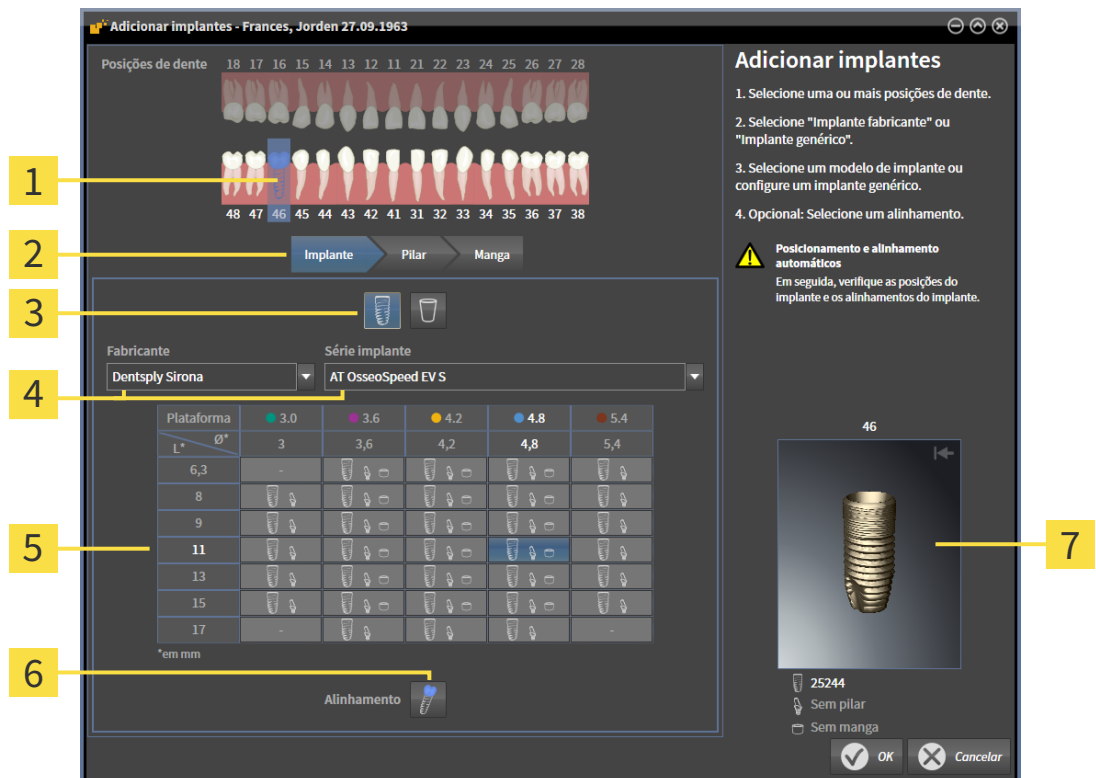 Adicionar implantes - Frances, Jorden 27.09.1963
Posições de dente 18 17 16 15 14 13 12 11 21 22 23 24 25 26 27 28
1
48 47 46 45 44 43 42 41 31 32 33 34 35 36 37 38
2
Implante Pilar Manga
3
Fabricante Série implante
4
Dentsply Sirona AT OsseoSpeed EV S
Plataforma 3.0 3.6 4.2 4.8 5.4
L* Ø* 3 3,6 4,2 4,8 5,4
6,3 - 
8
9
5
11
13
15
17 - -
*em mm
6
Alinhamento
Adicionar implantes
1. Selecione uma ou mais posições de dente.
2. Selecione "Implante fabricante" ou
"Implante genérico".
3. Selecione um modelo de implante ou
configure um implante genérico.
4. Opcional: Selecione um alinhamento.
Posicionamento e alinhamento
automáticos
Em seguida, verifique as posições do
implante e os alinhamentos do implante.
46
7
25244
Sem pilar
Sem manga
OK Cancelar